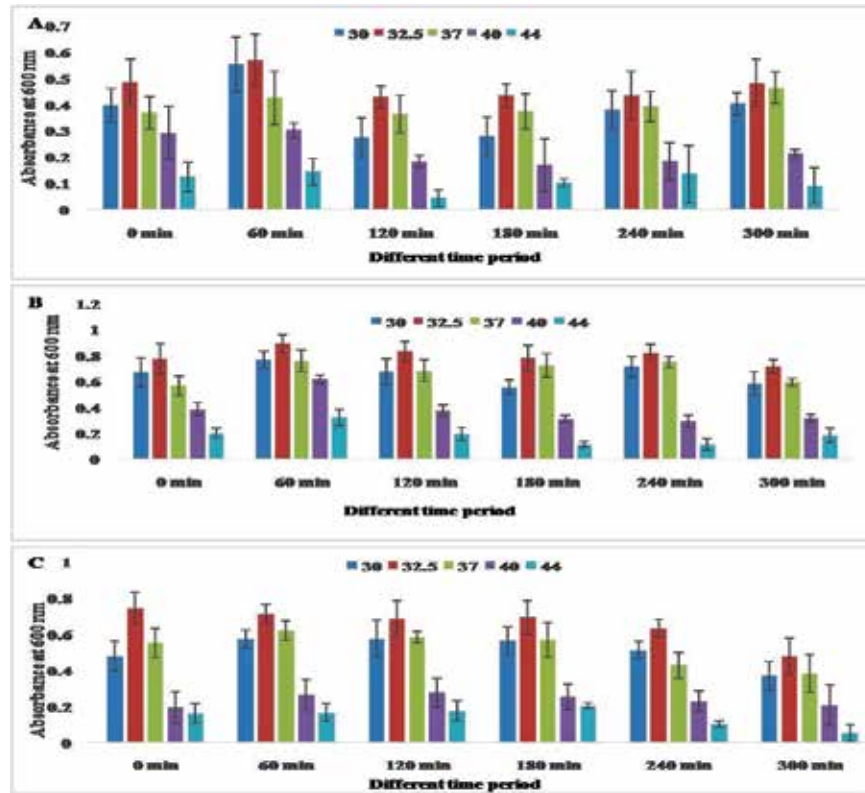 A
0.7
0.6
0.5
0.4
0.3
0.2
0.1
0
Absorbance at 600 nm
30 32.5 37 40 44
0 min 60 min 120 min 180 min 240 min 300 min
Different time period
B
1.2
1
0.8
0.6
0.4
0.2
0
Absorbance at 600 nm
30 32.5 37 40 44
0 min 60 min 120 min 180 min 240 min 300 min
Different time period
C
1
0.8
0.6
0.4
0.2
0
Absorbance at 600 nm
30 32.5 37 40 44
0 min 60 min 120 min 180 min 240 min 300 min
Different time period